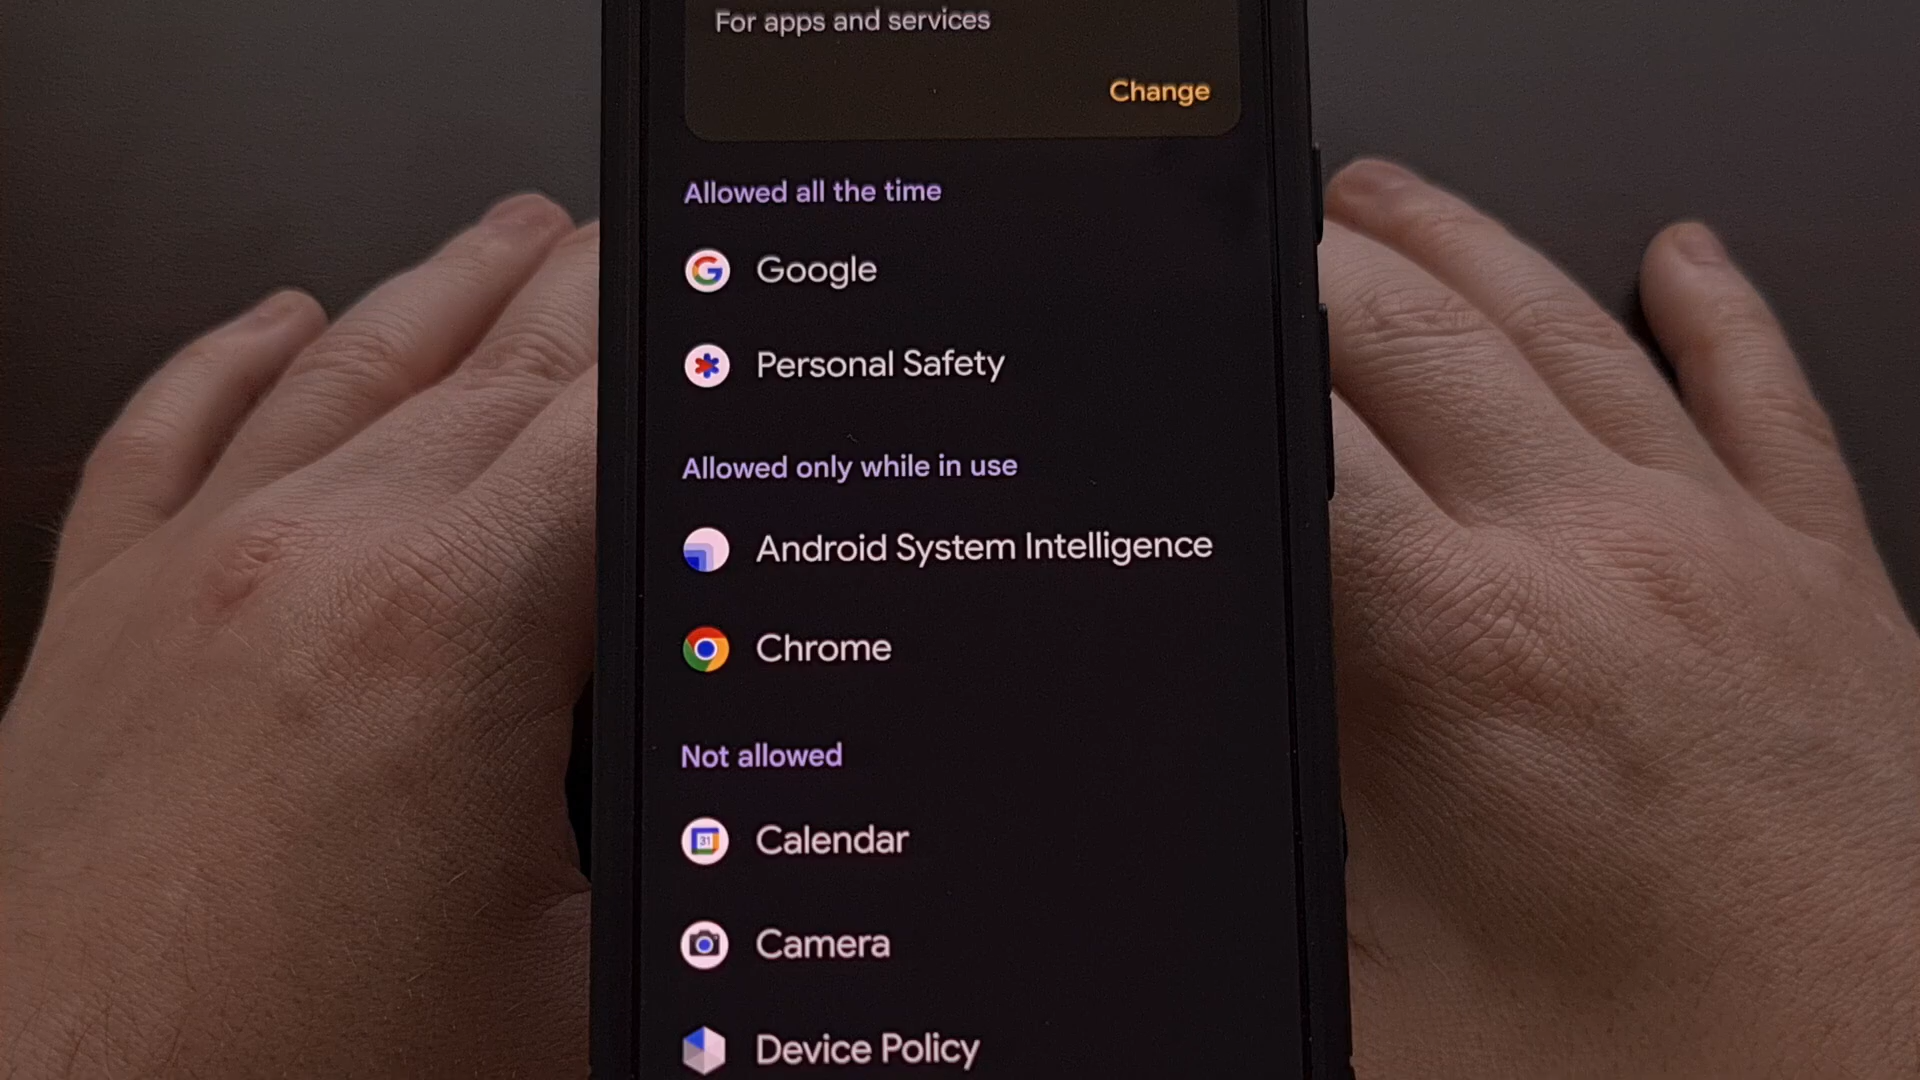 For apps and services
Change
Allowed all the time
Google
Personal Safety
Allowed only while in use
Android System Intelligence
Chrome
Not allowed
31
Calendar
Camera
Device Policy